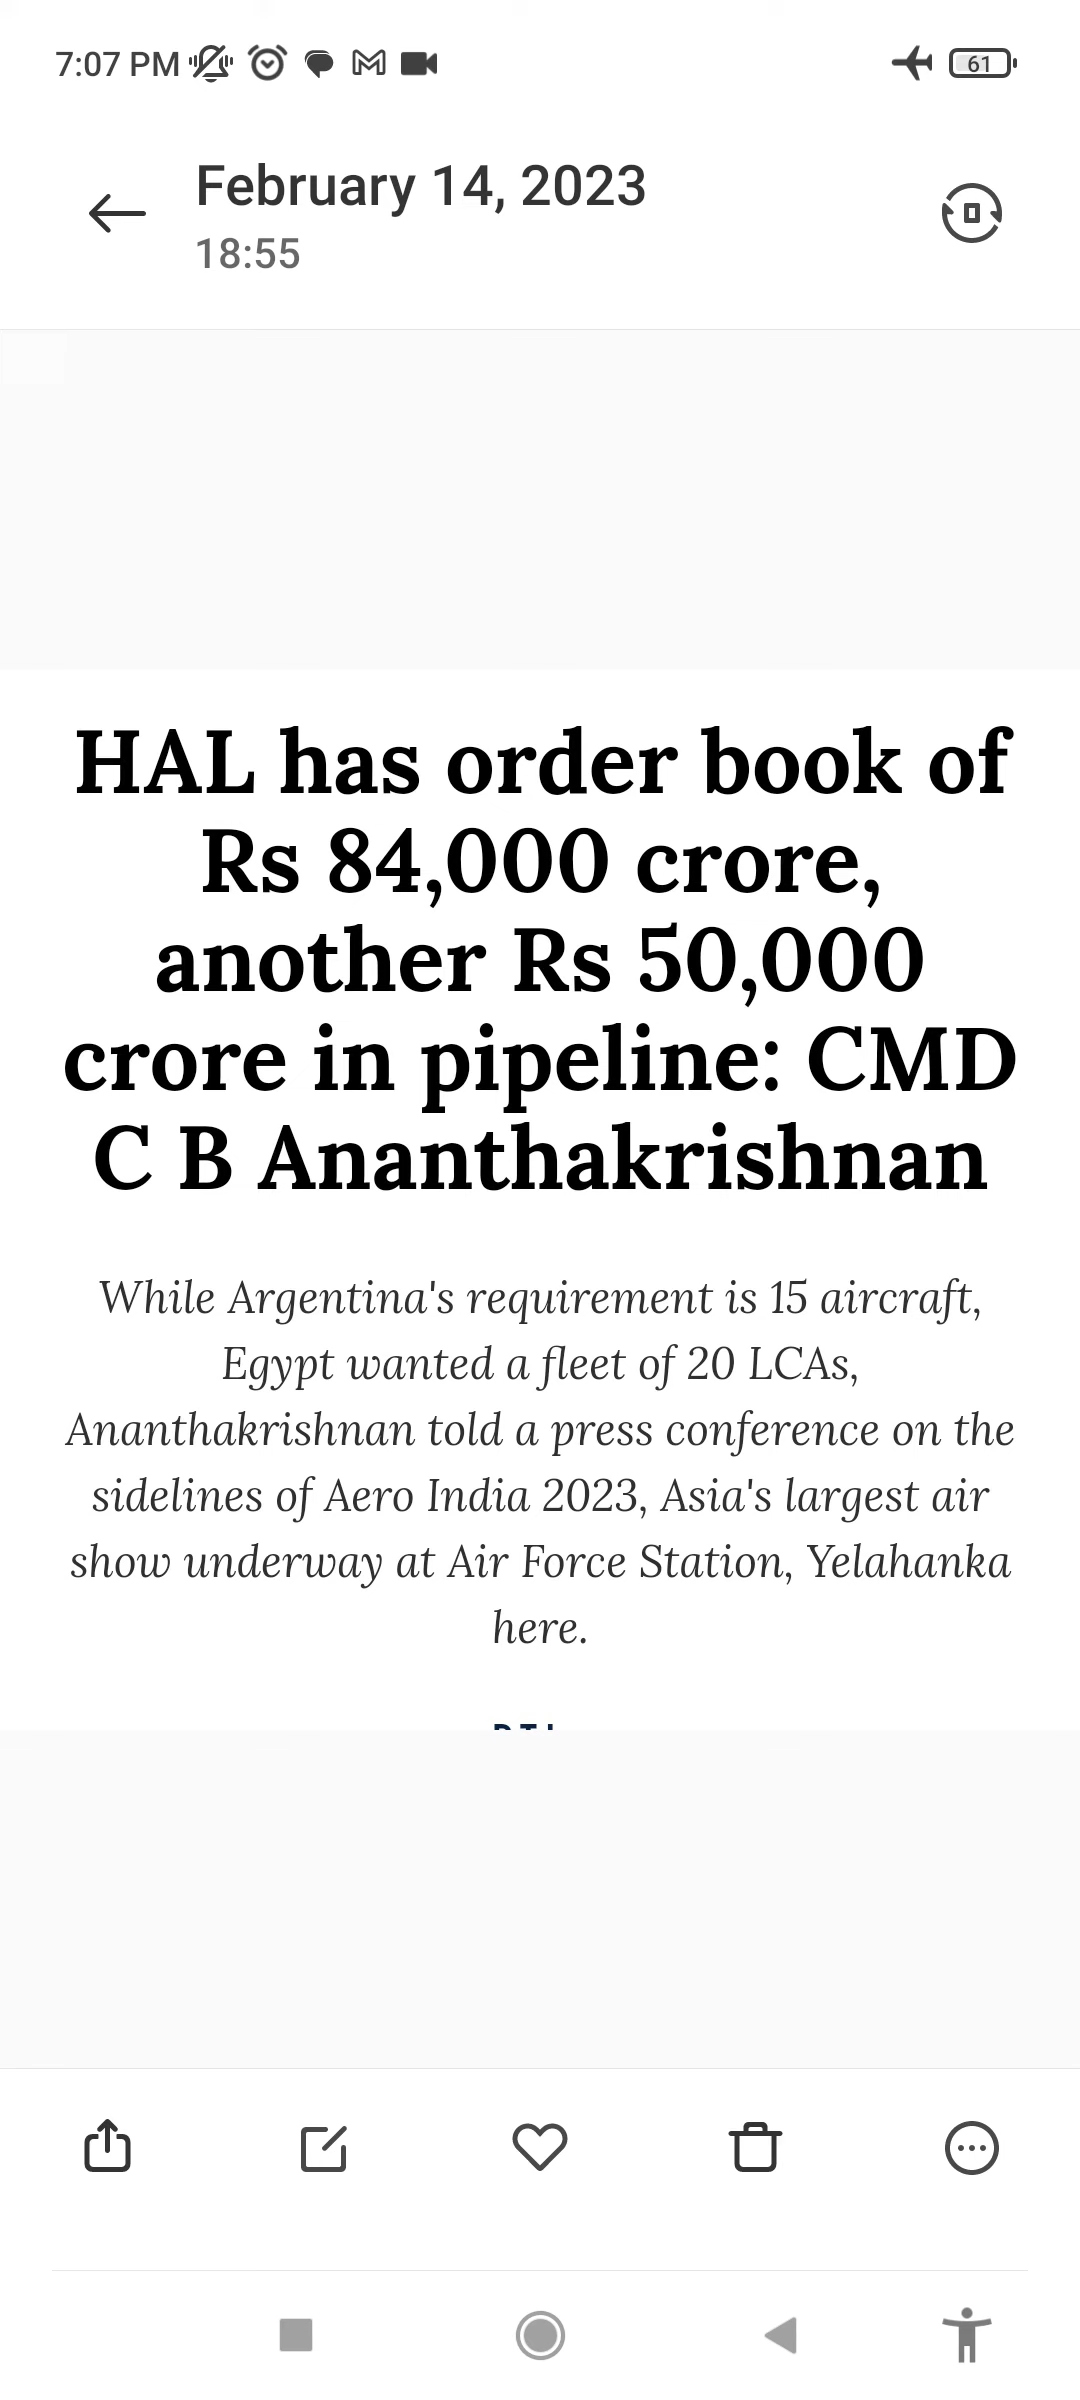 7:07 PM
61
February 14, 2023
18:55
HAL has order book of
Rs 84,000 crore,
another Rs 50,000
crore in pipeline: CMD
C B Ananthakrishnan
While Argentina's requirement is 15 aircraft,
Egypt wanted a fleet of 20 LCAs,
Ananthakrishnan told a press conference on the
sidelines of Aero India 2023, Asia's largest air
show underway at Air Force Station, Yelahanka
here.